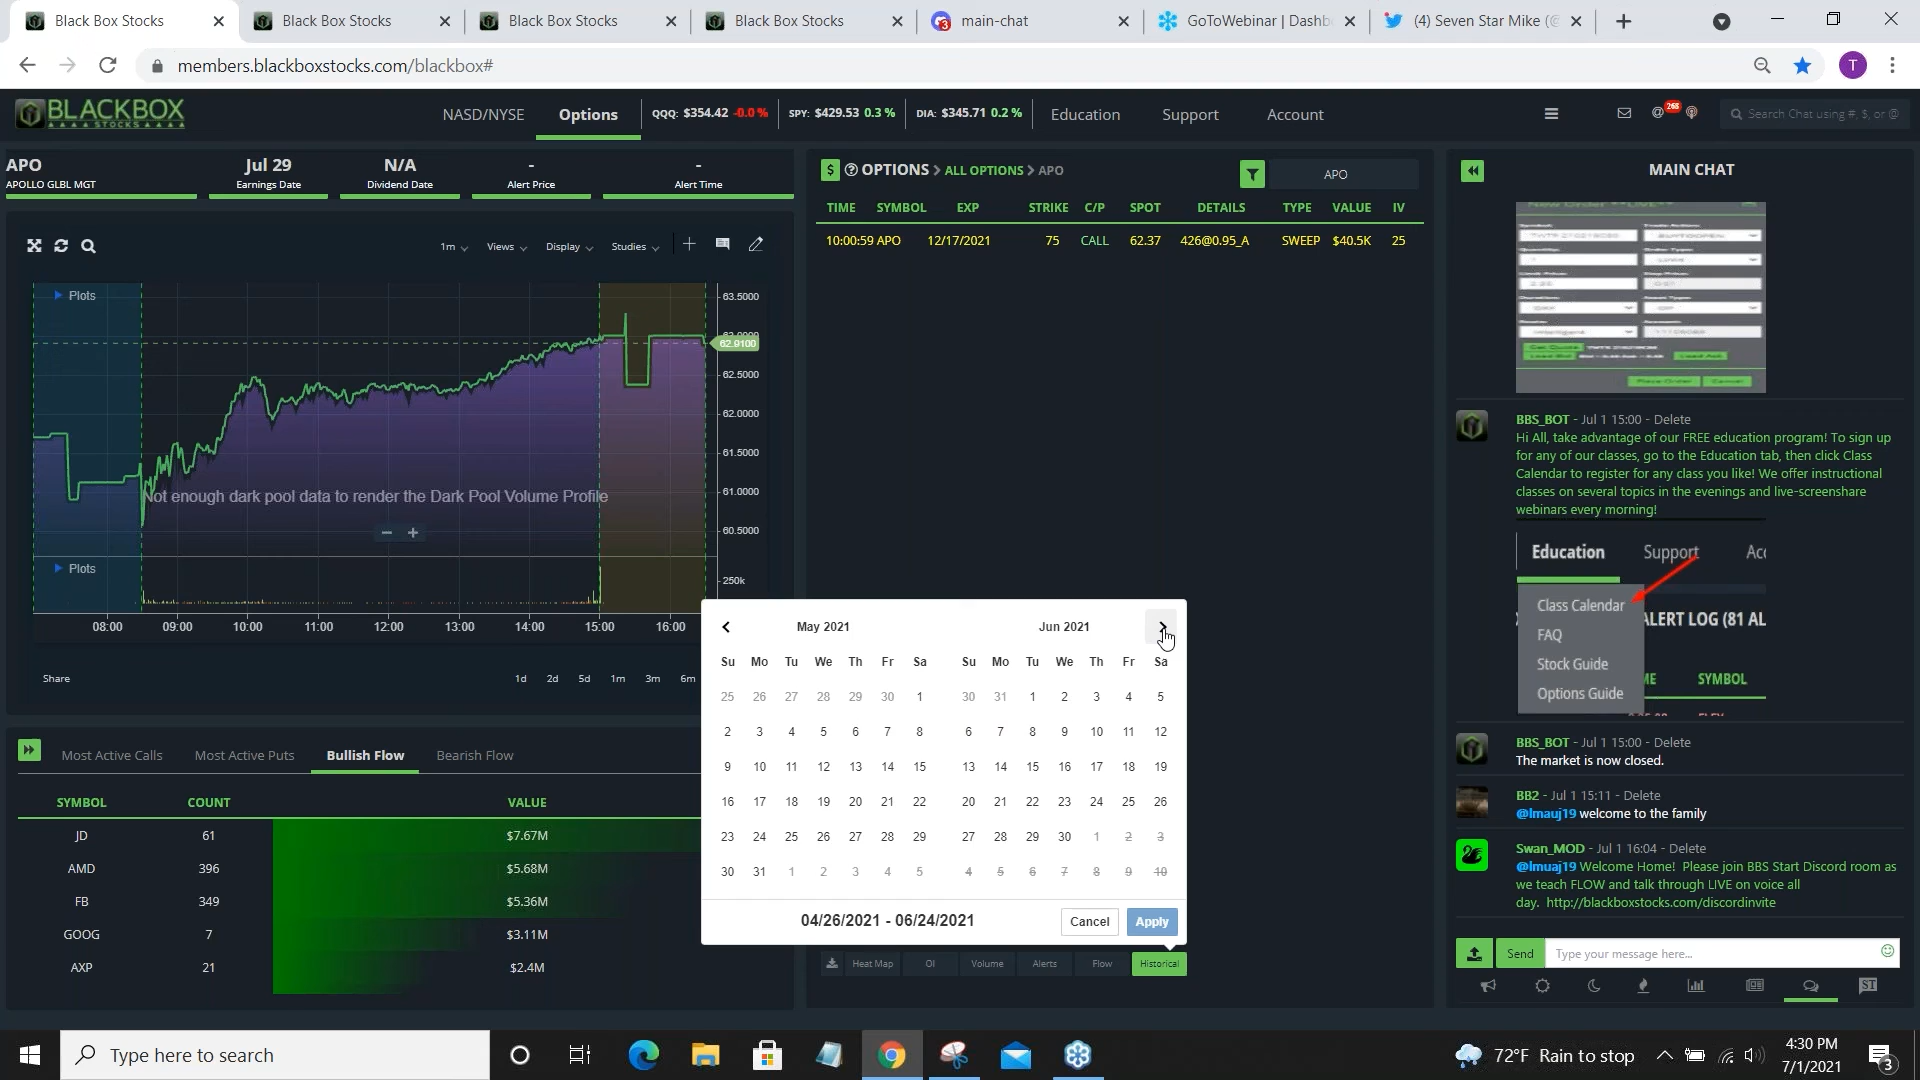 Black Box Stocks
Black Box Stocks
Black Box Stocks
Black Box Stocks
main-chat
GoToWebinar | Dashb
(4) Seven Star Mike (@
members.blackboxstocks.com/blackbox#
T
BLACKBOX
STOCKS
NASD/NYSE
Options
QQQ: $354.42 -0.0 %
SPY: $429.53 0.3 %
DIA: $345.71 0.2 %
Education
Support
Account
268
Search Chat using #, $, or @
APO
APOLLO GLBL MGT
Jul 29
Earnings Date
N/A
Dividend Date
-
Alert Price
-
Alert Time
1m
Views
Display
Studies
Plots
63.5000
63.0000
62.9100
62.5000
62.0000
61.5000
61.0000
60.5000
Not enough dark pool data to render the Dark Pool Volume Profile
Plots
250k
08:00 09:00 10:00 11:00 12:00 13:00 14:00 15:00 16:00
Share
1d 2d 5d 1m 3m 6m
Most Active Calls
Most Active Puts
Bullish Flow
Bearish Flow
SYMBOL COUNT VALUE
JD 61 $7.67M
AMD 396 $5.68M
FB 349 $5.36M
GOOG 7 $3.11M
AXP 21 $2.4M
$ ? OPTIONS > ALL OPTIONS > APO
APO
TIME SYMBOL EXP STRIKE C/P SPOT DETAILS TYPE VALUE IV
10:00:59 APO 12/17/2021 75 CALL 62.37 426@0.95_A SWEEP $40.5K 25
May 2021
Su Mo Tu We Th Fr Sa
25 26 27 28 29 30 1
2 3 4 5 6 7 8
9 10 11 12 13 14 15
16 17 18 19 20 21 22
23 24 25 26 27 28 29
30 31 1 2 3 4 5
Jun 2021
Su Mo Tu We Th Fr Sa
30 31 1 2 3 4 5
6 7 8 9 10 11 12
13 14 15 16 17 18 19
20 21 22 23 24 25 26
27 28 29 30 1 2 3
4 5 6 7 8 9 10
04/26/2021 - 06/24/2021
Cancel
Apply
Heat Map
OI
Volume
Alerts
Flow
Historical
MAIN CHAT
BBS_BOT - Jul 1 15:00 - Delete
Hi All, take advantage of our FREE education program! To sign up
for any of our classes, go to the Education tab, then click Class
Calendar to register for any class you like! We offer instructional
classes on several topics in the evenings and live-screenshare
webinars every morning!
Education
Support
Acc
Class Calendar
FAQ
Stock Guide
Options Guide
ALERT LOG (81 AL
ME SYMBOL
BBS_BOT - Jul 1 15:00 - Delete
The market is now closed.
BB2 - Jul 1 15:11 - Delete
@lmauj19 welcome to the family
Swan_MOD - Jul 1 16:04 - Delete
@lmuaj19 Welcome Home! Please join BBS Start Discord room as
we teach FLOW and talk through LIVE on voice all
day. http://blackboxstocks.com/discordinvite
Send
Type your message here...
ST
Type here to search
72°F Rain to stop
4:30 PM
7/1/2021
3